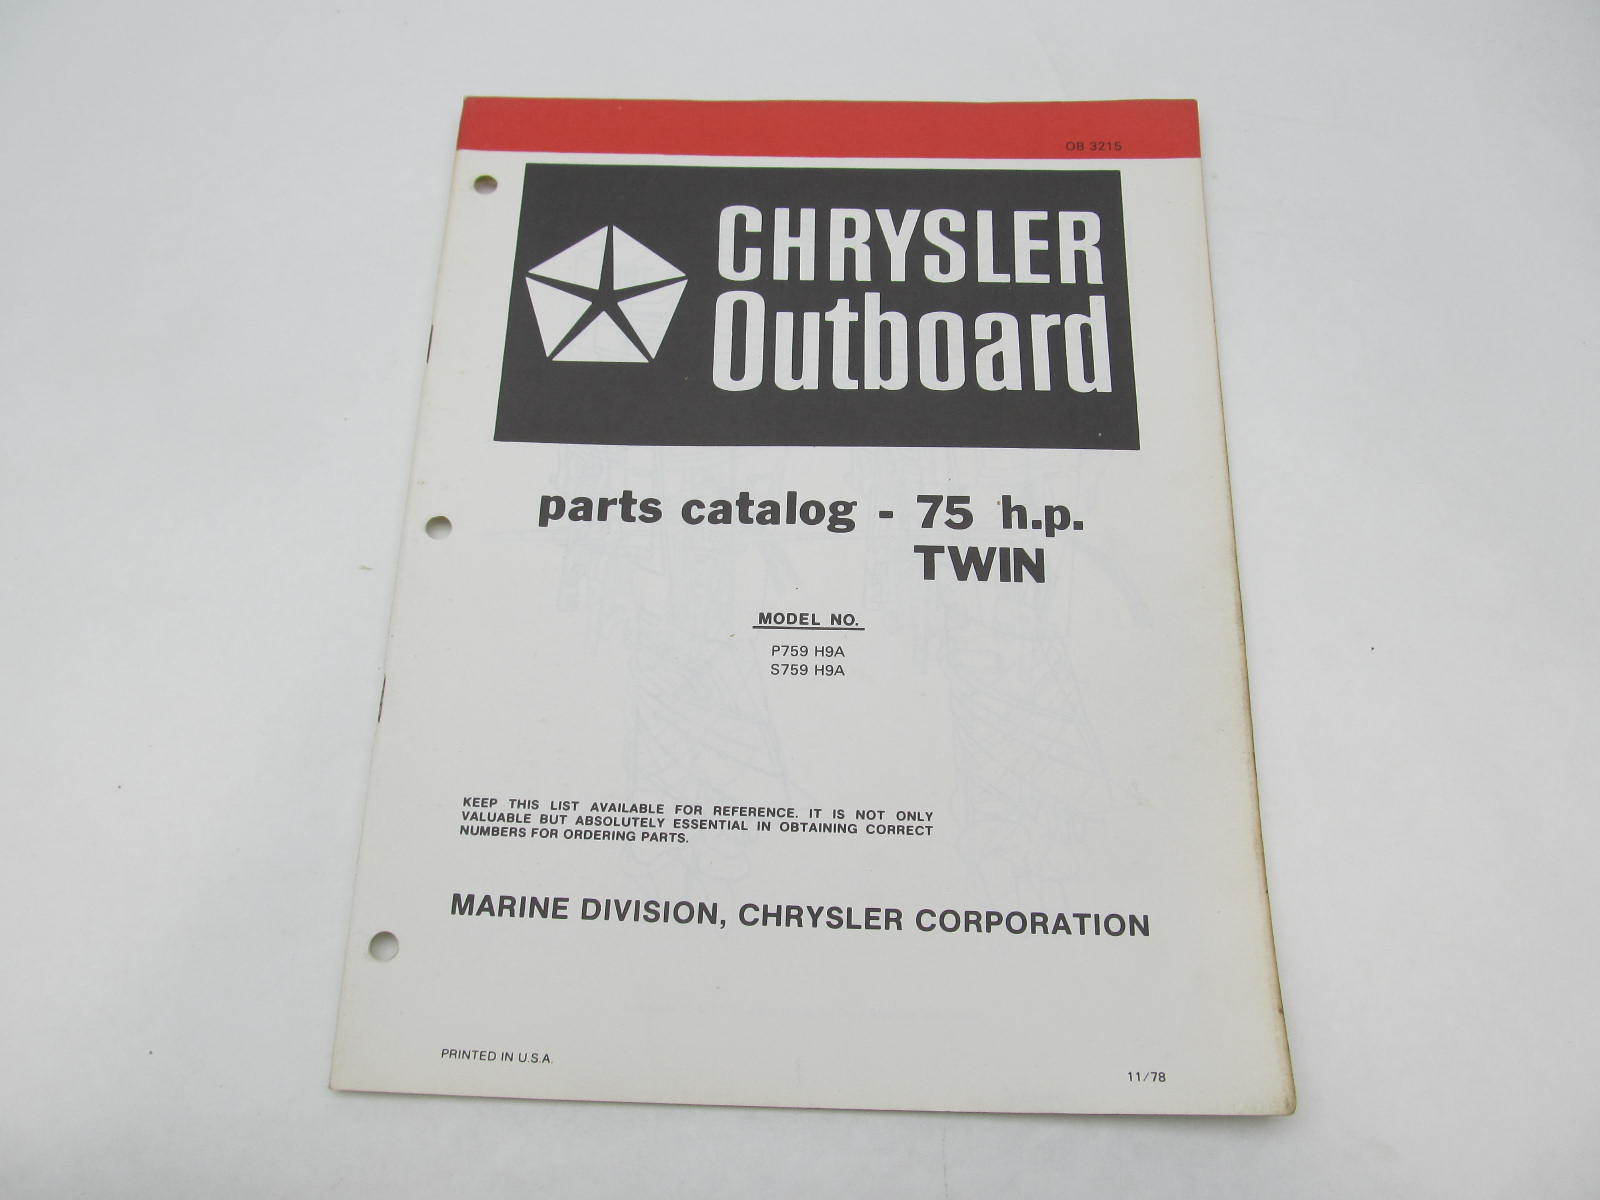 OB 3215
CHRYSLER
Outboard
parts catalog - 75 h.p.
TWIN
MODEL NO.
P759 H9A
S759 H9A
KEEP THIS LIST AVAILABLE FOR REFERENCE. IT IS NOT ONLY
VALUABLE BUT ABSOLUTELY ESSENTIAL IN OBTAINING CORRECT
NUMBERS FOR ORDERING PARTS.
MARINE DIVISION, CHRYSLER CORPORATION
PRINTED IN U.S.A.
11/78